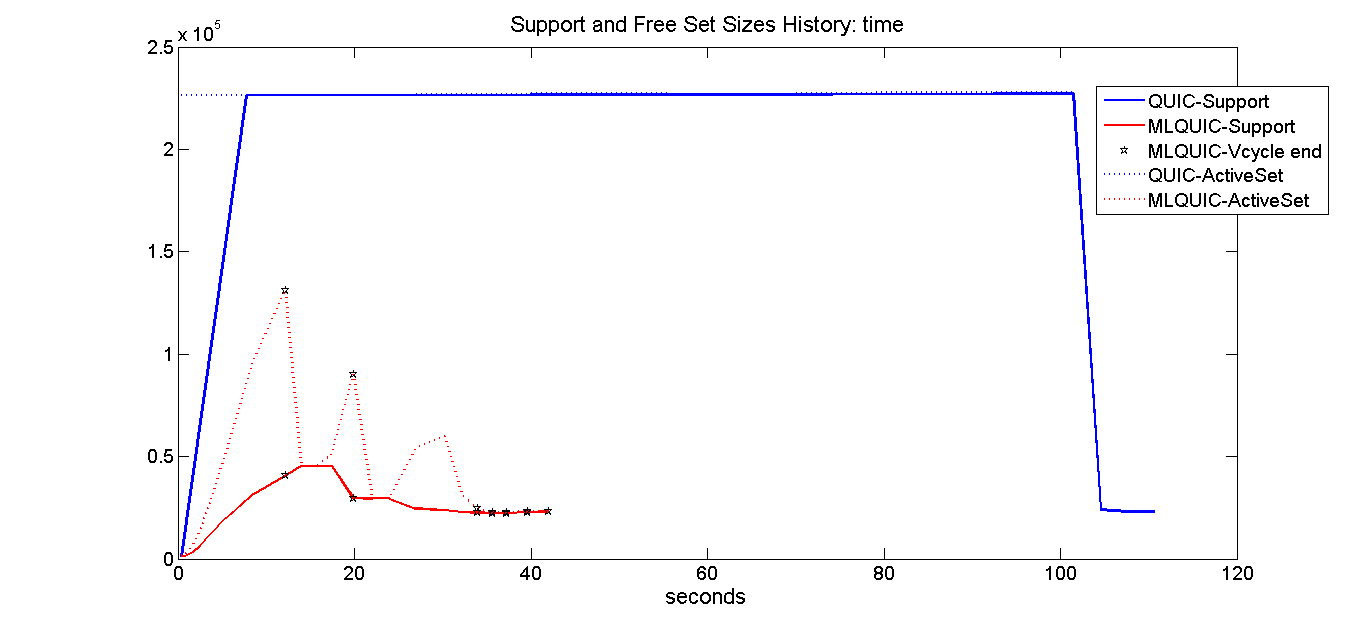 Support and Free Set Sizes History: time
x 10^5
2.5
2
1.5
1
0.5
0
0 20 40 60 80 100 120
seconds
QUIC-Support
MLQUIC-Support
MLQUIC-Vcycle end
QUIC-ActiveSet
MLQUIC-ActiveSet